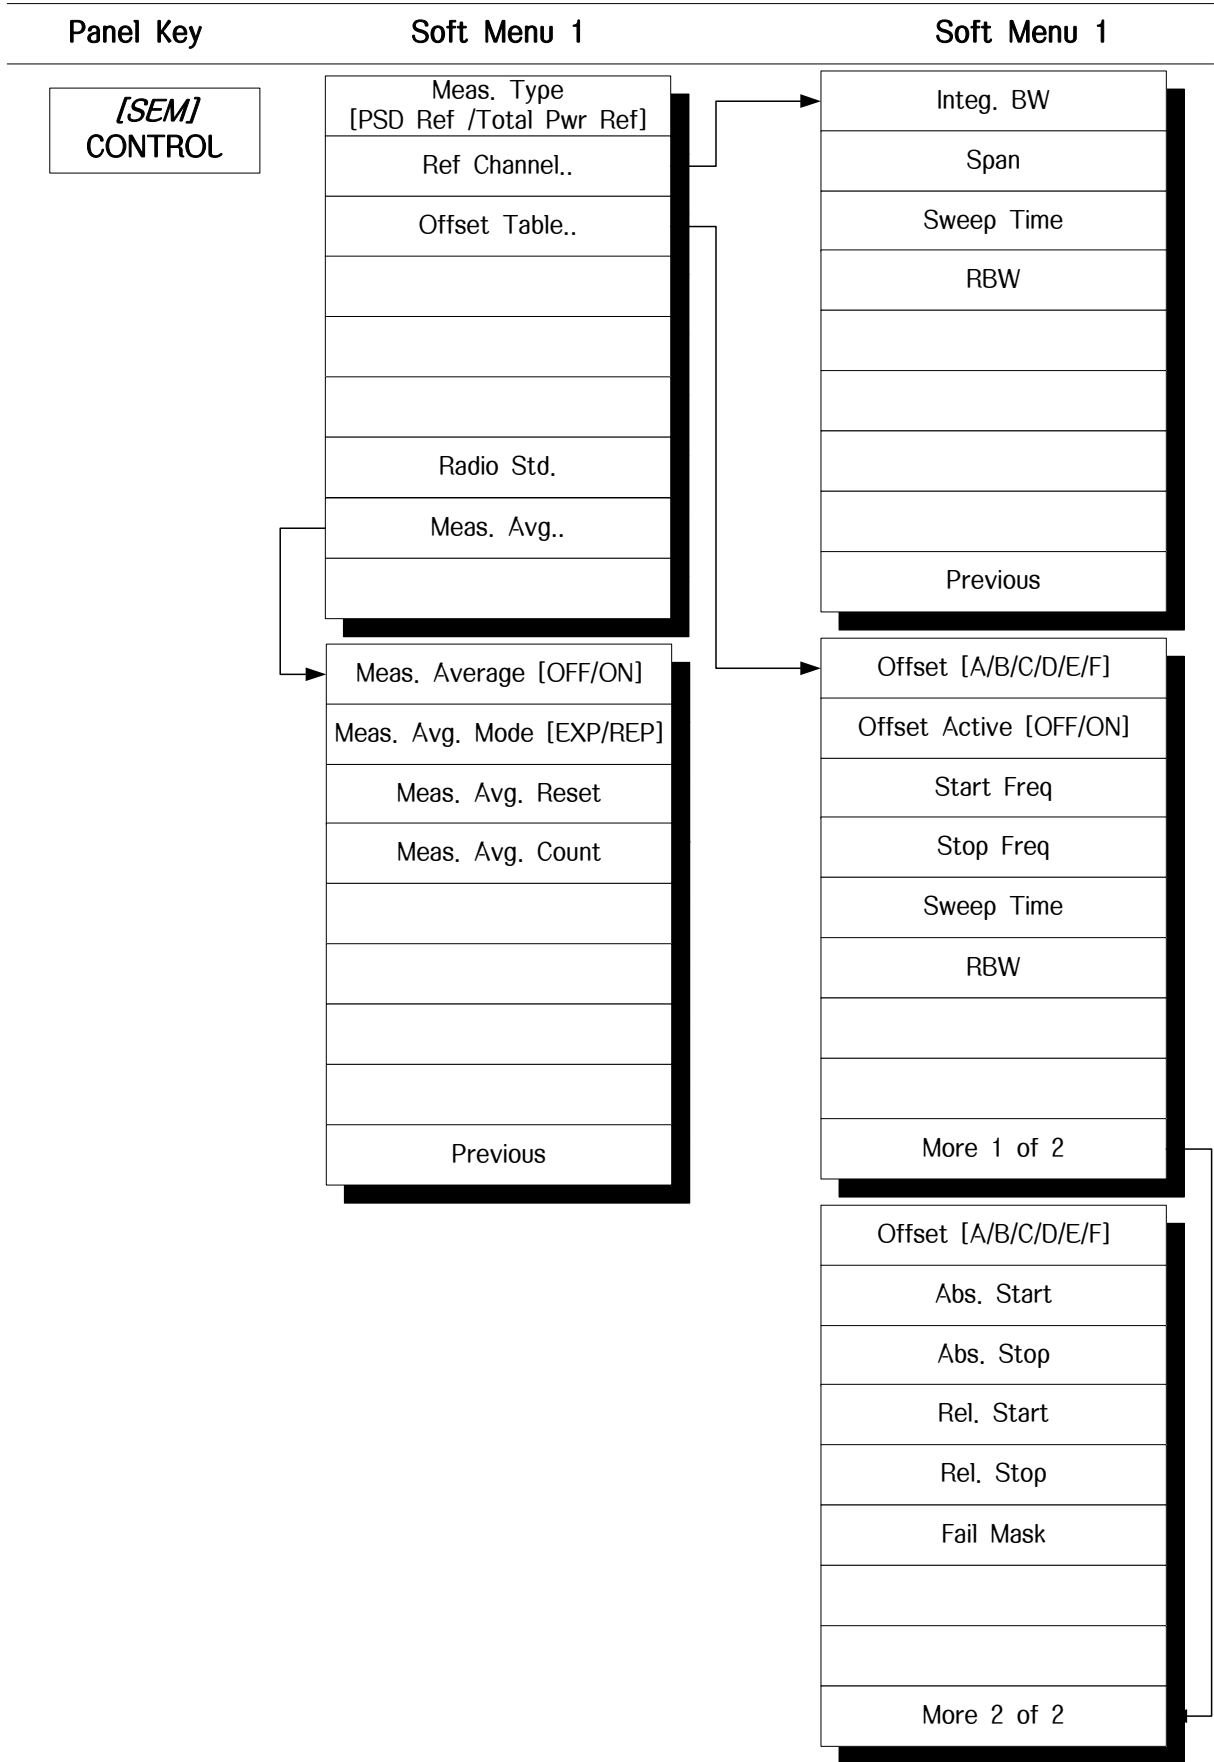 Panel Key
Soft Menu 1
Soft Menu 1
[SEM]
CONTROL
Meas. Type
[PSD Ref /Total Pwr Ref]
Ref Channel..
Offset Table..
Radio Std.
Meas. Avg..
Meas. Average [OFF/ON]
Meas. Avg. Mode [EXP/REP]
Meas. Avg. Reset
Meas. Avg. Count
Previous
Integ. BW
Span
Sweep Time
RBW
Previous
Offset [A/B/C/D/E/F]
Offset Active [OFF/ON]
Start Freq
Stop Freq
Sweep Time
RBW
More 1 of 2
Offset [A/B/C/D/E/F]
Abs. Start
Abs. Stop
Rel. Start
Rel. Stop
Fail Mask
More 2 of 2